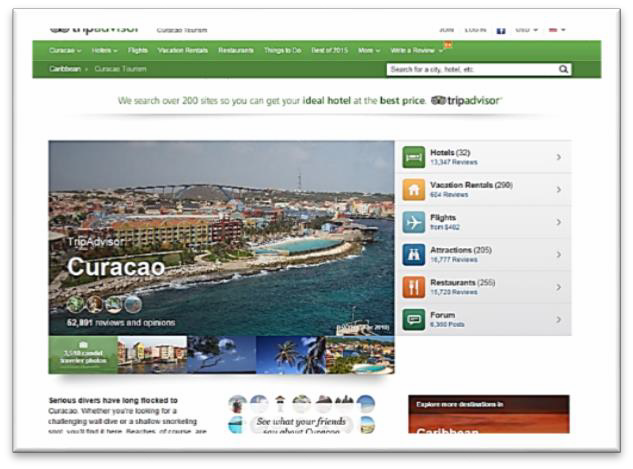 tripadvisor Curacao Tourism JOIN LOG IN USD
Curacao Hotels Flights Vacation Rentals Restaurants Things to Do Best of 2015 More Write a Review
Caribbean › Curacao Tourism Search for a city, hotel, etc.
We search over 200 sites so you can get your ideal hotel at the best price. tripadvisor
TripAdvisor
Curacao
52,891 reviews and opinions
3,510 candid
traveler photos
Hotels (32)
13,347 Reviews
Vacation Rentals (290)
604 Reviews
Flights
from $402
Attractions (205)
16,777 Reviews
Restaurants (255)
15,728 Reviews
Forum
6,360 Posts
Serious divers have long flocked to
Curacao. Whether you're looking for a
challenging wall dive or a shallow snorkeling
spot, you'll find it here. Beaches, of course, are
See what your friends
say about Curacao
Explore more destinations in
Caribbean